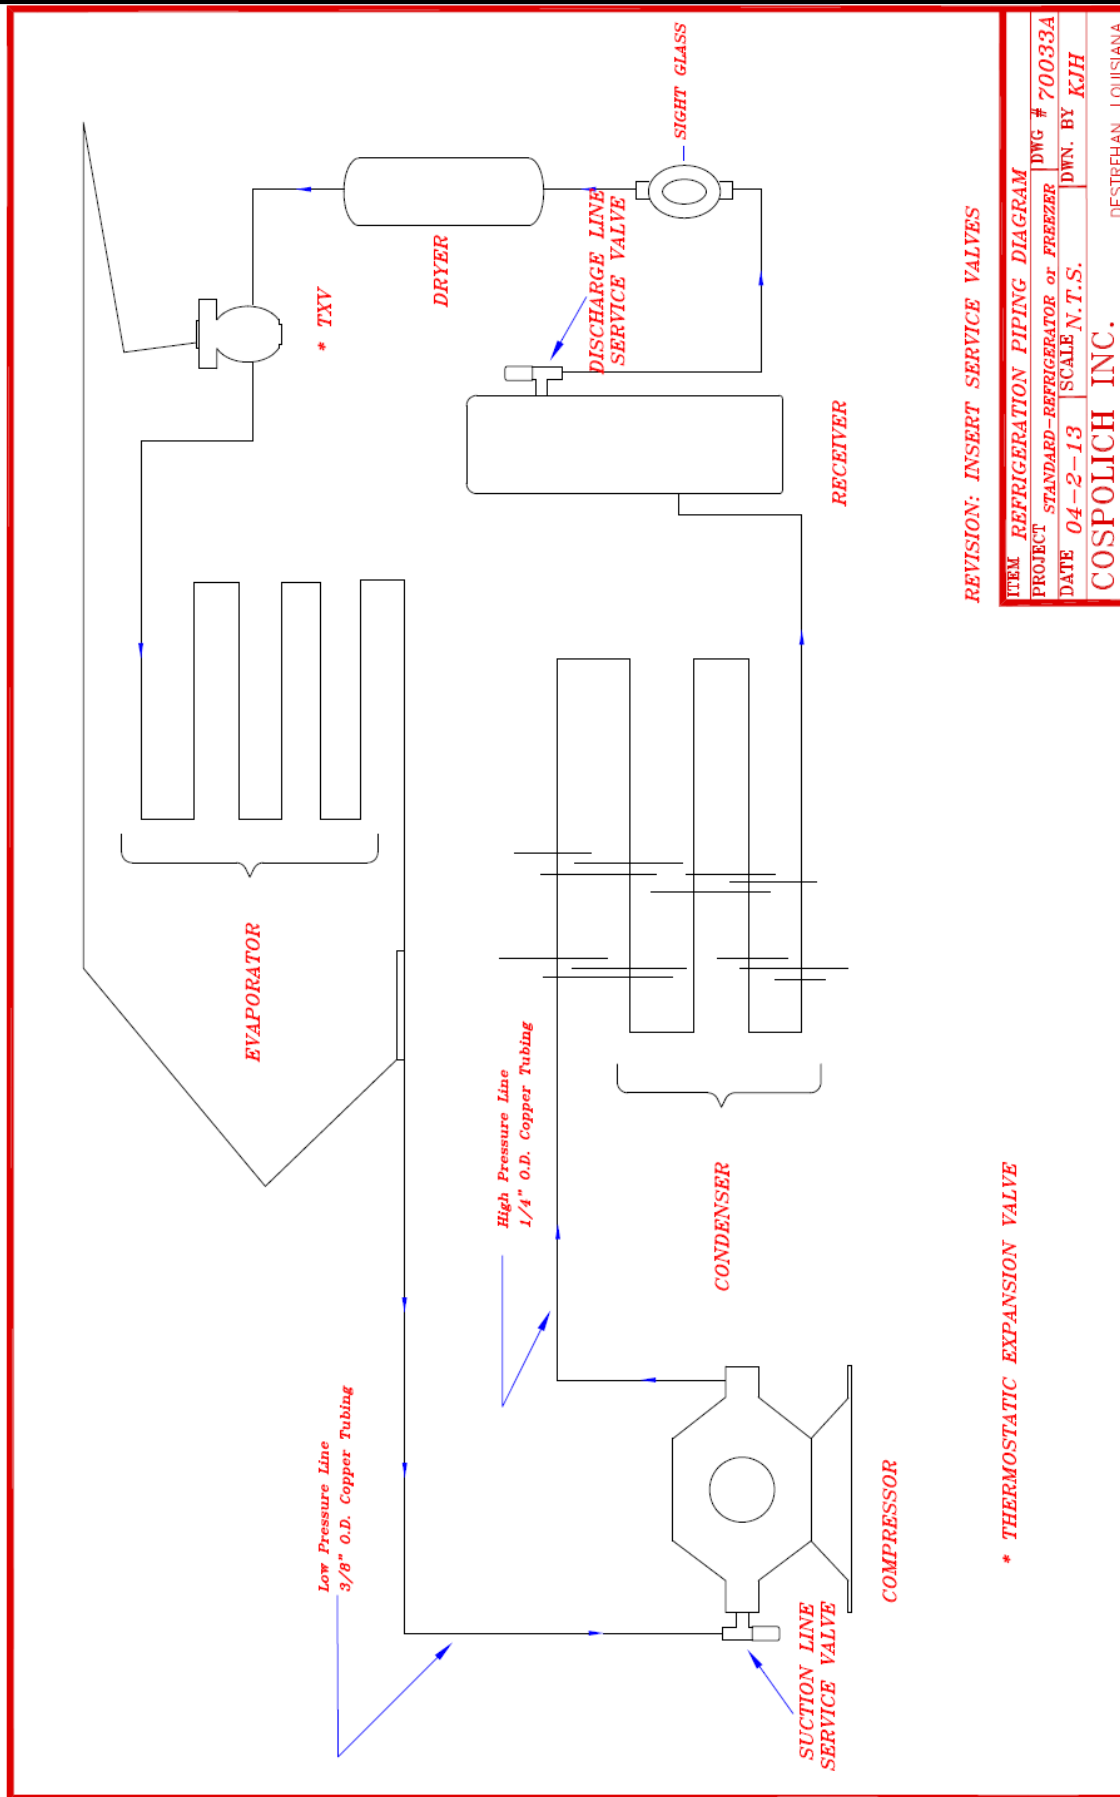 * TXV
DRYER
SIGHT GLASS
DISCHARGE LINE
SERVICE VALVE
RECEIVER
EVAPORATOR
High Pressure Line
1/4" O.D. Copper Tubing
CONDENSER
Low Pressure Line
3/8" O.D. Copper Tubing
COMPRESSOR
SUCTION LINE
SERVICE VALVE
* THERMOSTATIC EXPANSION VALVE
REVISION: INSERT SERVICE VALVES
ITEM REFRIGERATION PIPING DIAGRAM
PROJECT STANDARD-REFRIGERATOR or FREEZER DWG # 70033A
DATE 04-2-13 SCALE N.T.S. DWN. BY KJH
COSPOLICH INC. DESTREHAN LOUISIANA